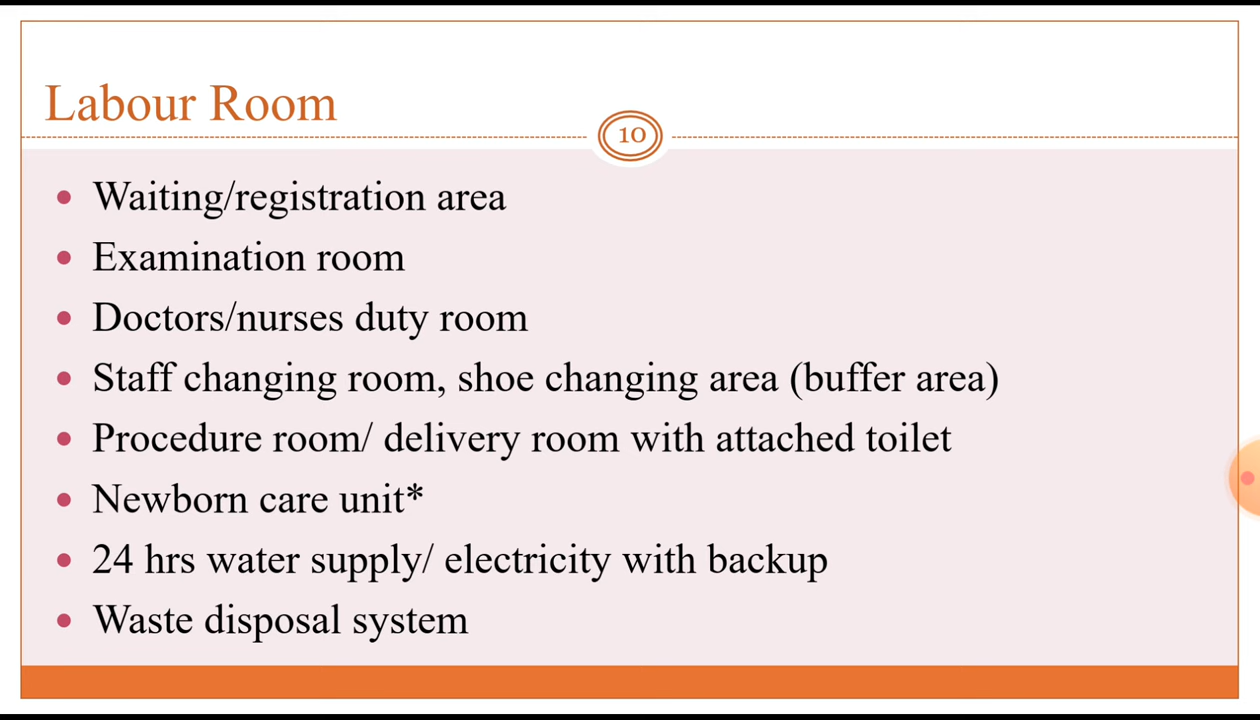 Labour Room
10
Waiting/registration area
Examination room
Doctors/nurses duty room
Staff changing room, shoe changing area (buffer area)
Procedure room/ delivery room with attached toilet
Newborn care unit*
24 hrs water supply/ electricity with backup
Waste disposal system